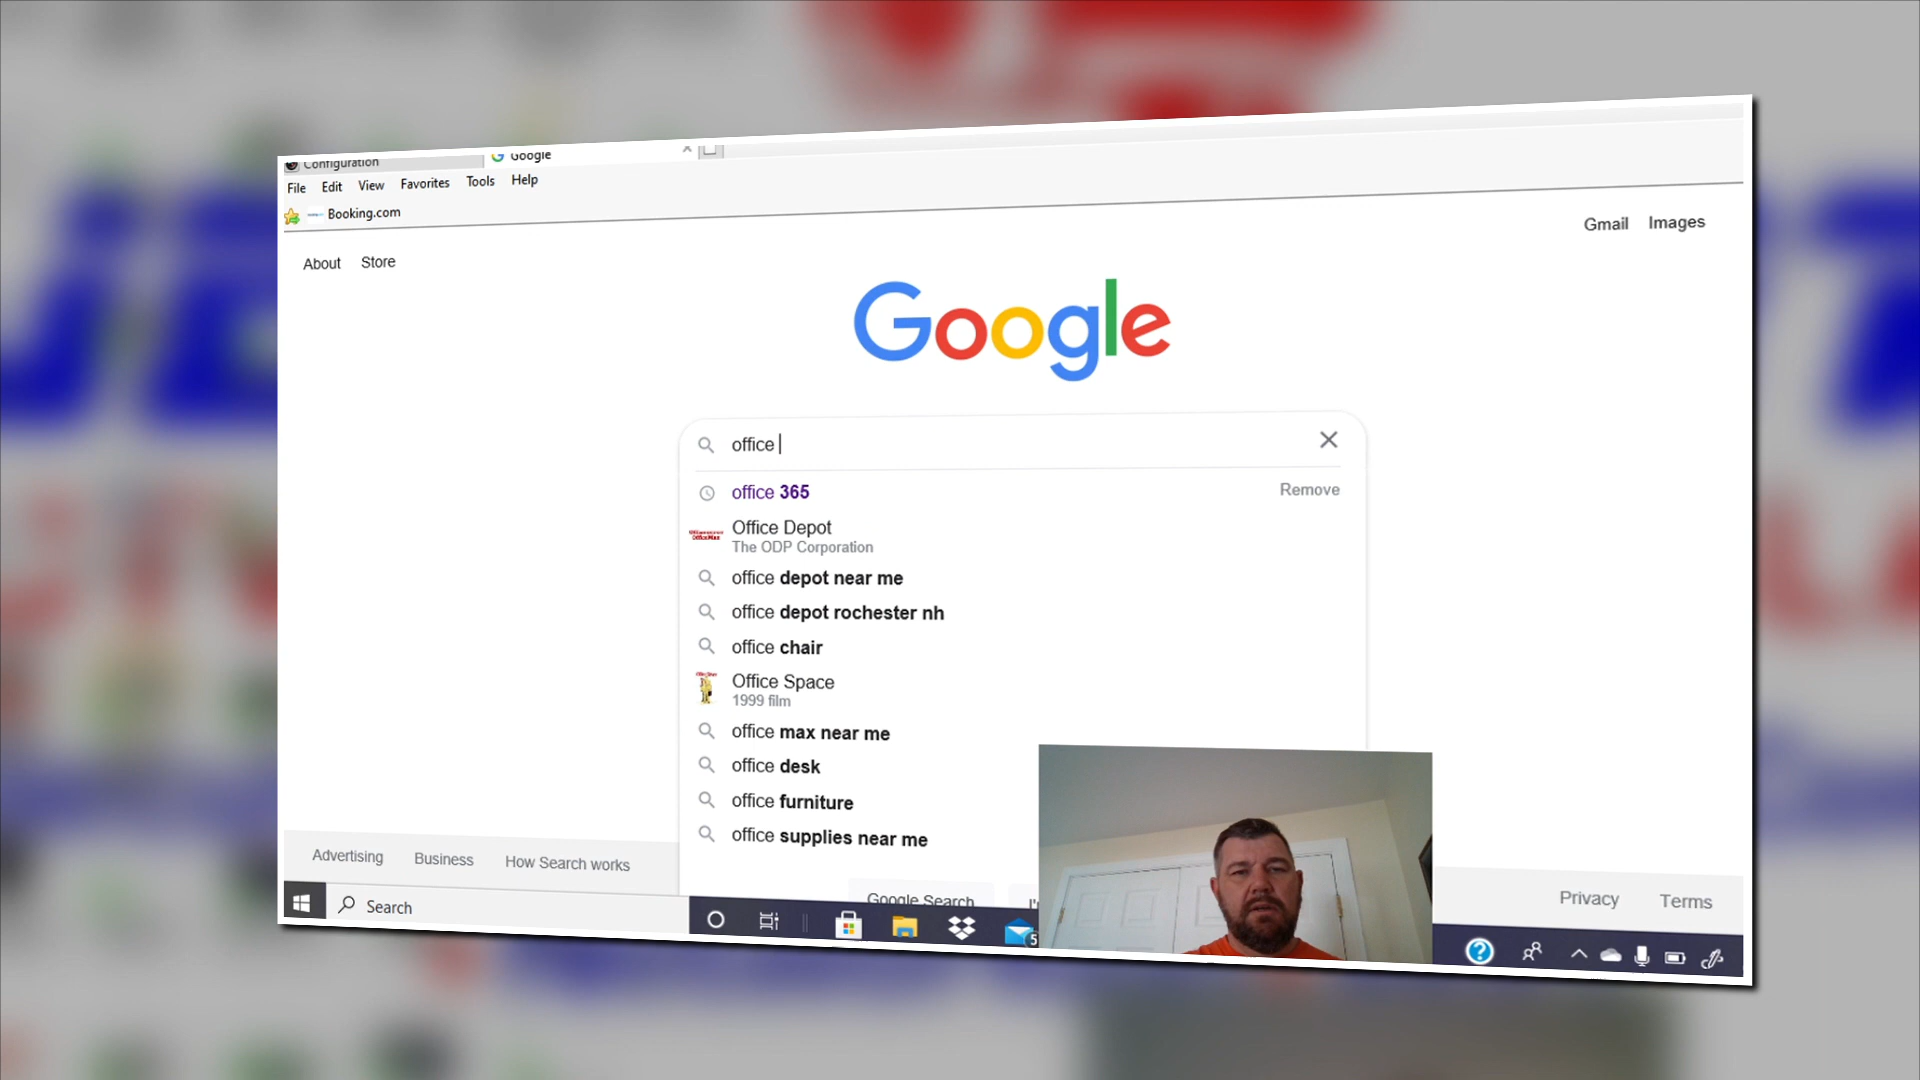 Configuration
Google
File Edit View Favorites Tools Help
Booking.com
About Store
Gmail Images
Google
office
office 365
Remove
Office Depot
The ODP Corporation
office depot near me
office depot rochester nh
office chair
Office Space
1999 film
office max near me
office desk
office furniture
office supplies near me
Google Search
Advertising Business How Search works
Privacy Terms
Search
5